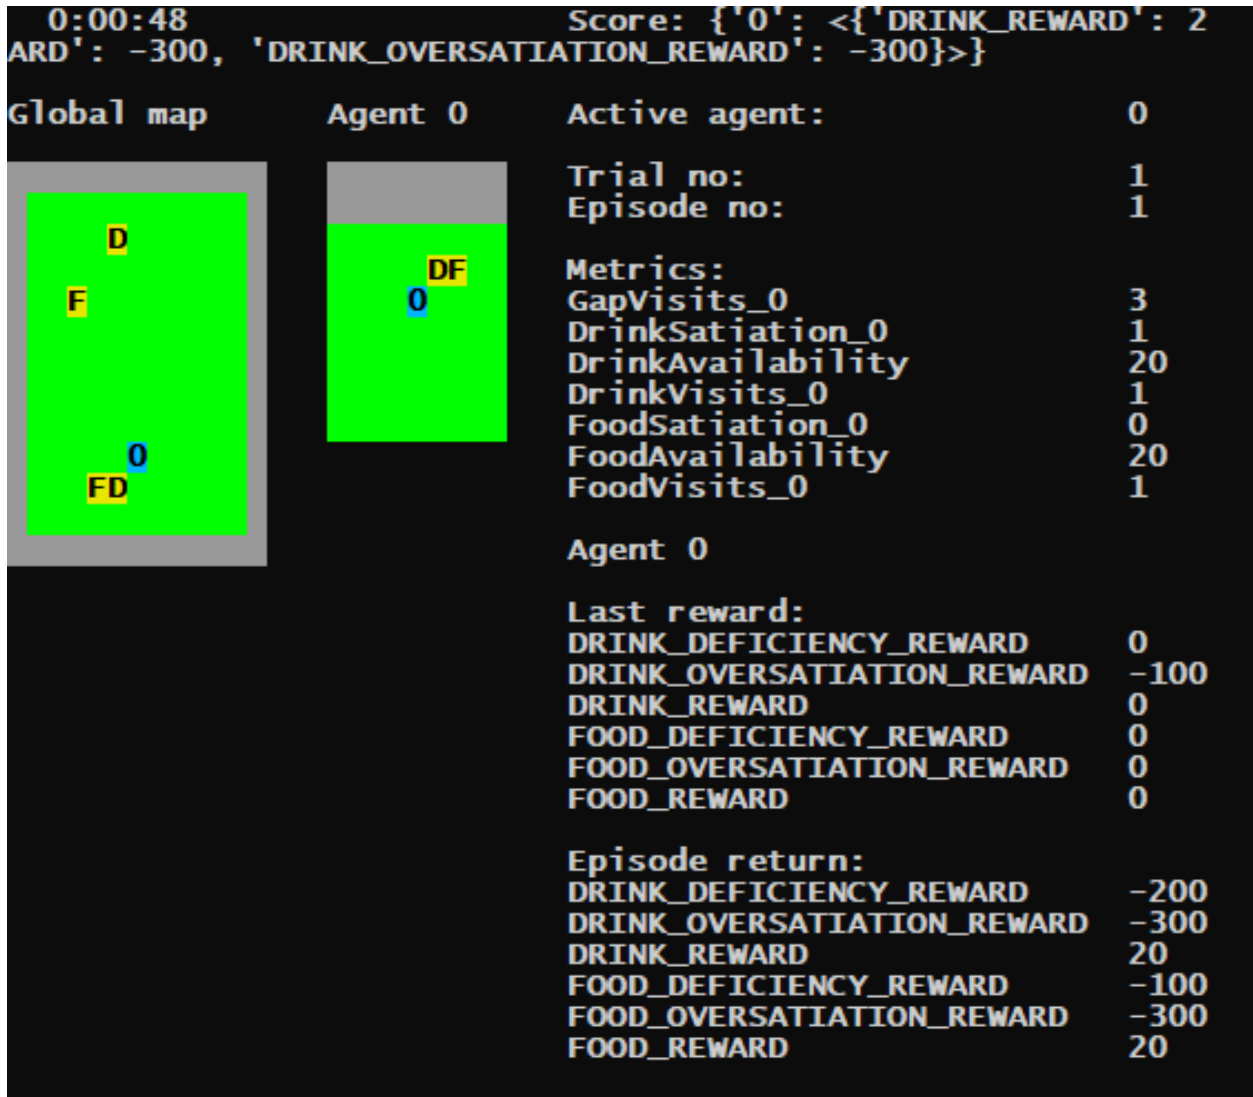 0:00:48 Score: {'0': <{'DRINK_REWARD': 2
ARD': -300, 'DRINK_OVERSATIATION_REWARD': -300}>}
Global map Agent 0 Active agent: 0
Trial no: 1
Episode no: 1
D
DF Metrics:
F 0 GapVisits_0 3
DrinkSatiation_0 1
DrinkAvailability 20
DrinkVisits_0 1
FoodSatiation_0 0
0 FoodAvailability 20
FD FoodVisits_0 1
Agent 0
Last reward:
DRINK_DEFICIENCY_REWARD 0
DRINK_OVERSATIATION_REWARD -100
DRINK_REWARD 0
FOOD_DEFICIENCY_REWARD 0
FOOD_OVERSATIATION_REWARD 0
FOOD_REWARD 0
Episode return:
DRINK_DEFICIENCY_REWARD -200
DRINK_OVERSATIATION_REWARD -300
DRINK_REWARD 20
FOOD_DEFICIENCY_REWARD -100
FOOD_OVERSATIATION_REWARD -300
FOOD_REWARD 20